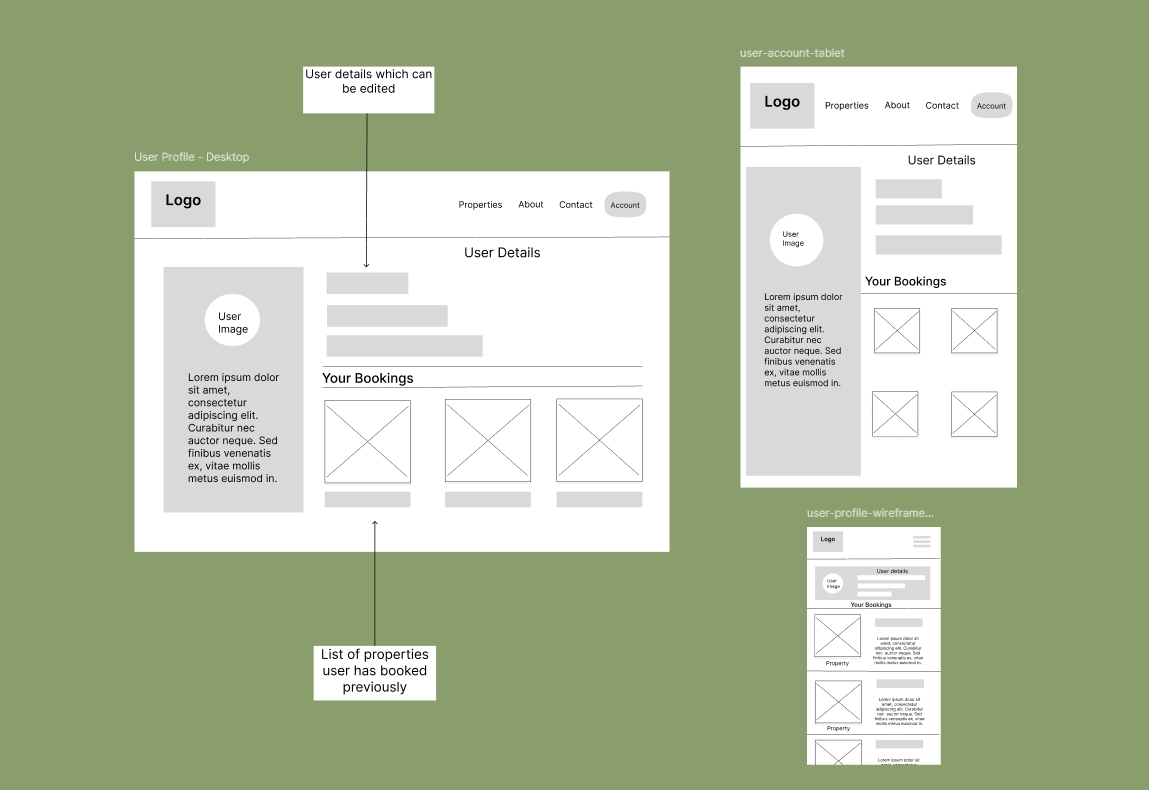 User details which can
be edited
User Profile - Desktop
Logo
Properties About Contact Account
User Details
User
Image
Lorem ipsum dolor
sit amet,
consectetur
adipiscing elit.
Curabitur nec
auctor neque. Sed
finibus venenatis
ex, vitae mollis
metus euismod in.
Your Bookings
List of properties
user has booked
previously
user-account-tablet
Logo
Properties About Contact Account
User Details
User
Image
Lorem ipsum dolor
sit amet,
consectetur
adipiscing elit.
Curabitur nec
auctor neque. Sed
finibus venenatis
ex, vitae mollis
metus euismod in.
Your Bookings
user-profile-wireframe...
Logo
User details
User
Image
Your Bookings
Lorem ipsum dolor sit
amet, consectetur
adipiscing elit. Curabitur
nec auctor neque. Sed
finibus venenatis ex, vitae
mollis metus euismod in.
Property
Lorem ipsum dolor sit
amet, consectetur
adipiscing elit. Curabitur
nec auctor neque. Sed
finibus venenatis ex, vitae
mollis metus euismod in.
Property
Lorem ipsum dolor sit
amet, consectetur